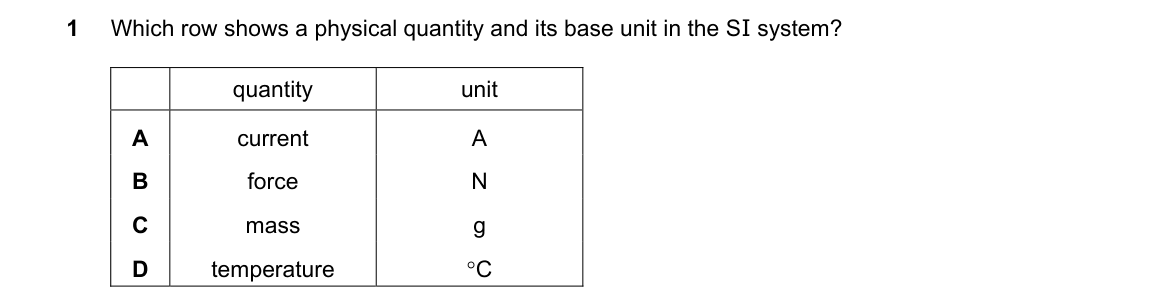 1 Which row shows a physical quantity and its base unit in the SI system?
quantity unit
A current A
B force N
C mass g
D temperature °C